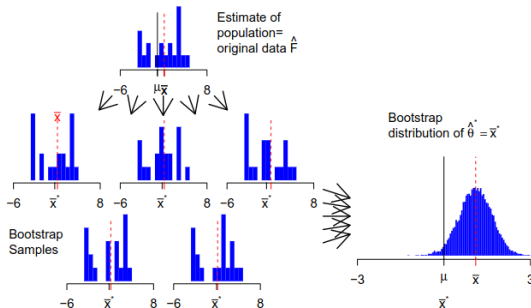 Estimate of
population=
original data F̂
-6 μ x̄ 8
x̄
-6 x̄* 8
-6 x̄* 8
-6 x̄* 8
Bootstrap
distribution of θ̂* = x̄*
Bootstrap
Samples
-6 x̄* 8
-6 x̄* 8
-3 μ x̄ 3
x̄*